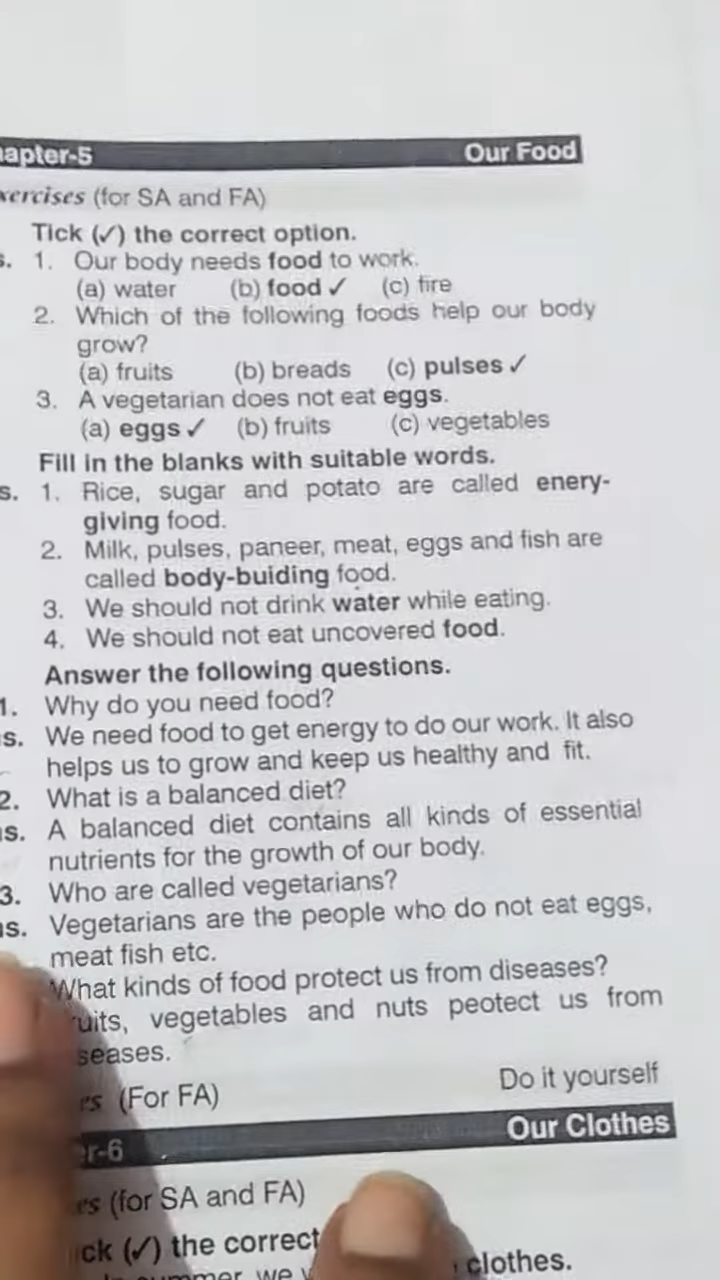 apter-5 Our Food
xercises (for SA and FA)
Tick (✓) the correct option.
s. 1. Our body needs food to work.
(a) water (b) food ✓ (c) fire
2. Which of the following foods help our body
grow?
(a) fruits (b) breads (c) pulses ✓
3. A vegetarian does not eat eggs.
(a) eggs ✓ (b) fruits (c) vegetables
Fill in the blanks with suitable words.
s. 1. Rice, sugar and potato are called enery-
giving food.
2. Milk, pulses, paneer, meat, eggs and fish are
called body-buiding food.
3. We should not drink water while eating.
4. We should not eat uncovered food.
Answer the following questions.
1. Why do you need food?
s. We need food to get energy to do our work. It also
helps us to grow and keep us healthy and fit.
2. What is a balanced diet?
s. A balanced diet contains all kinds of essential
nutrients for the growth of our body.
3. Who are called vegetarians?
s. Vegetarians are the people who do not eat eggs,
meat fish etc.
What kinds of food protect us from diseases?
uits, vegetables and nuts peotect us from
seases.
es (For FA) Do it yourself
r-6 Our Clothes
es (for SA and FA)
ck (✓) the correct
we clothes.